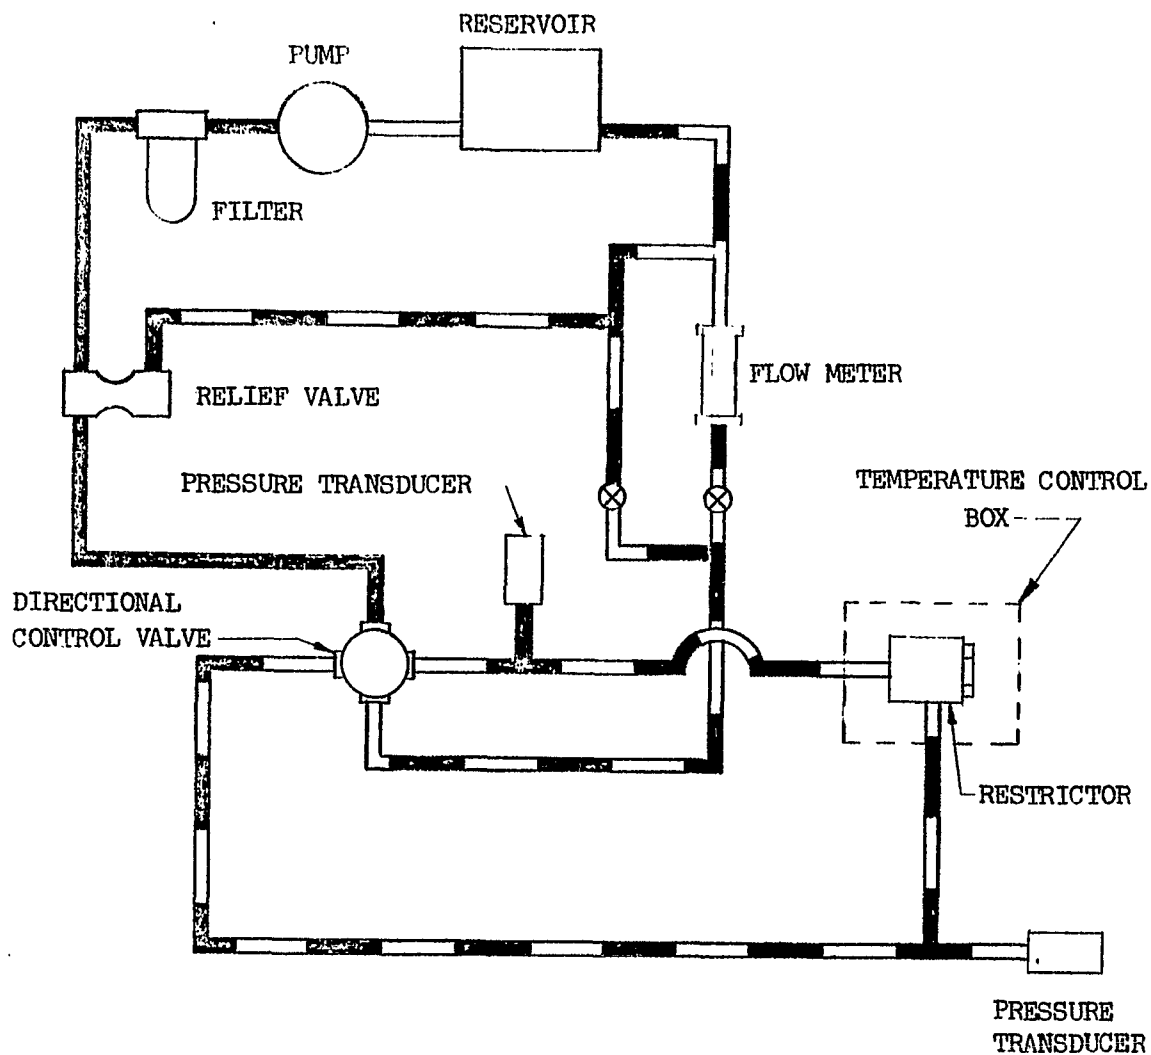 RESERVOIR
PUMP
FILTER
RELIEF VALVE
FLOW METER
PRESSURE TRANSDUCER
TEMPERATURE CONTROL
BOX
DIRECTIONAL
CONTROL VALVE
RESTRICTOR
PRESSURE
TRANSDUCER